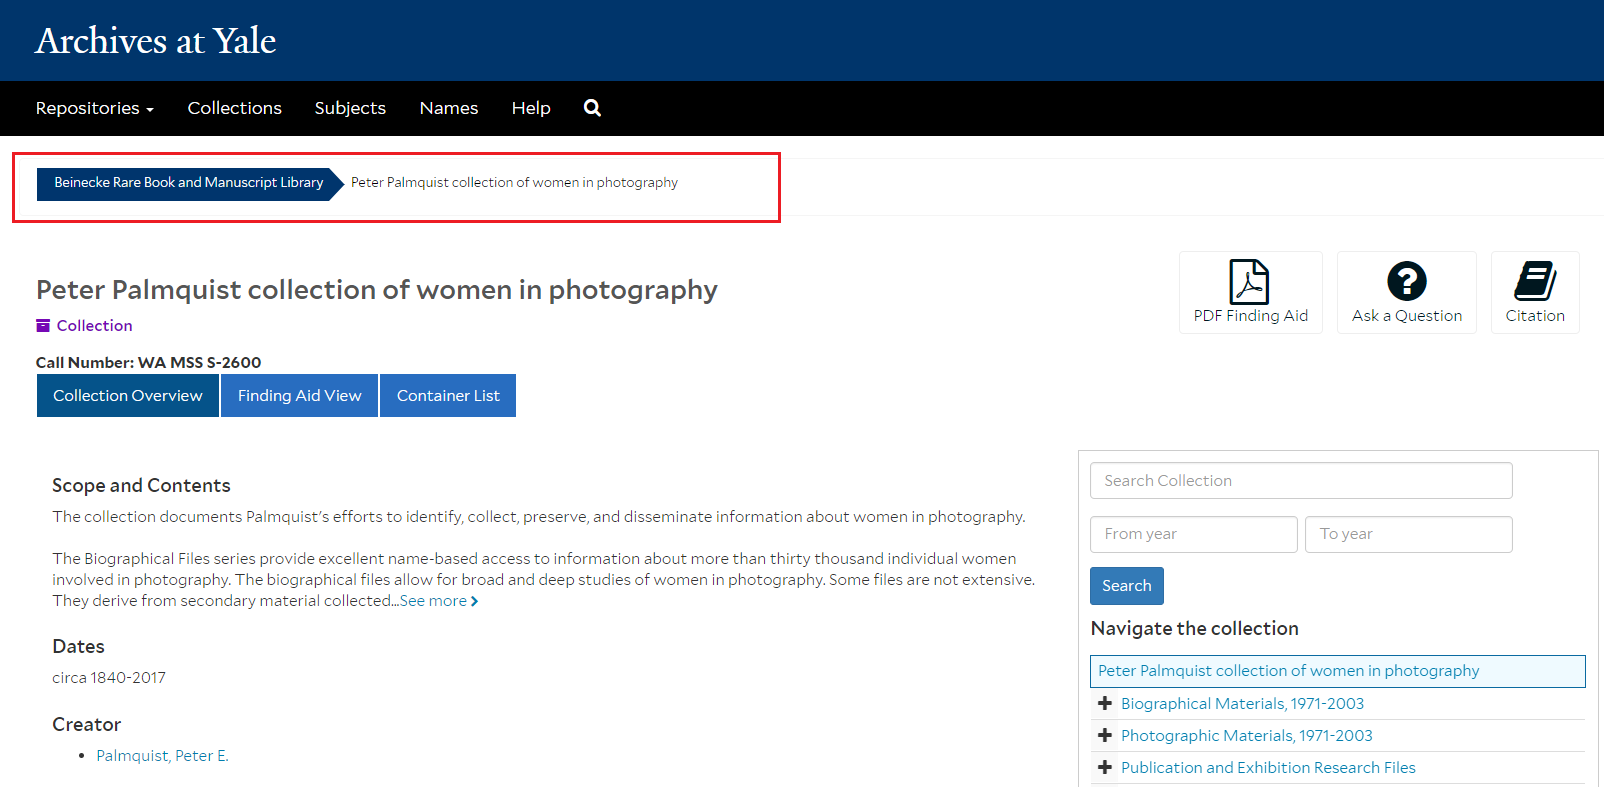 Archives at Yale
Repositories Collections Subjects Names Help
Beinecke Rare Book and Manuscript Library Peter Palmquist collection of women in photography
Peter Palmquist collection of women in photography
Collection
Call Number: WA MSS S-2600
PDF Finding Aid
Ask a Question
Citation
Collection Overview
Finding Aid View
Container List
Scope and Contents
The collection documents Palmquist's efforts to identify, collect, preserve, and disseminate information about women in photography.
The Biographical Files series provide excellent name-based access to information about more than thirty thousand individual women
involved in photography. The biographical files allow for broad and deep studies of women in photography. Some files are not extensive.
They derive from secondary material collected...See more
Dates
circa 1840-2017
Creator
• Palmquist, Peter E.
Search Collection
From year
To year
Search
Navigate the collection
Peter Palmquist collection of women in photography
Biographical Materials, 1971-2003
Photographic Materials, 1971-2003
Publication and Exhibition Research Files